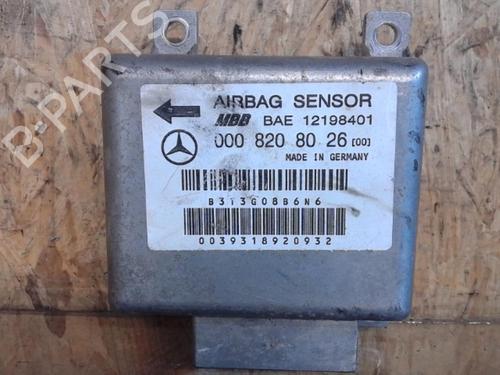 B-PARTS
AIRBAG SENSOR
MBB BAE 12198401
000 820 80 26 [00]
MADE IN GERMANY
B313G08B6N6
0039318920932